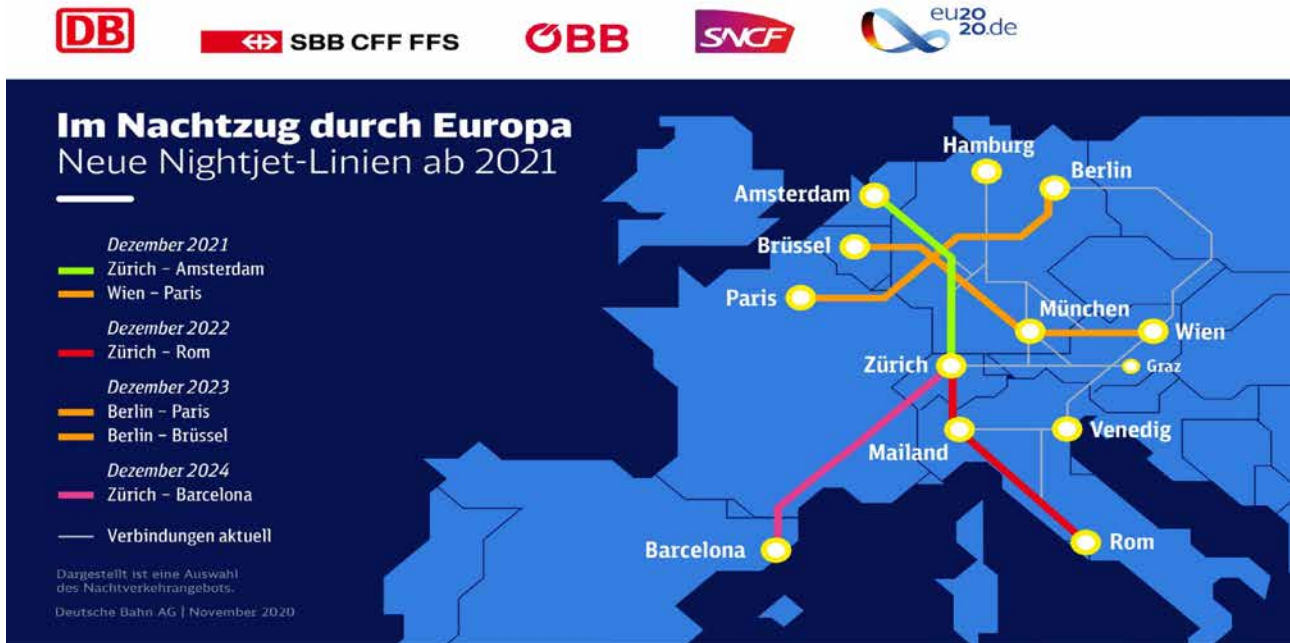 DB
SBB CFF FFS
ÖBB
SNCF
eu20
20.de
Im Nachtzug durch Europa
Neue Nightjet-Linien ab 2021
Dezember 2021
Zürich – Amsterdam
Wien – Paris
Dezember 2022
Zürich – Rom
Dezember 2023
Berlin – Paris
Berlin – Brüssel
Dezember 2024
Zürich – Barcelona
Verbindungen aktuell
Dargestellt ist eine Auswahl
des Nachtverkehrangebots.
Deutsche Bahn AG | November 2020
Hamburg
Berlin
Amsterdam
Brüssel
Paris
München
Wien
Zürich
Graz
Mailand
Venedig
Barcelona
Rom